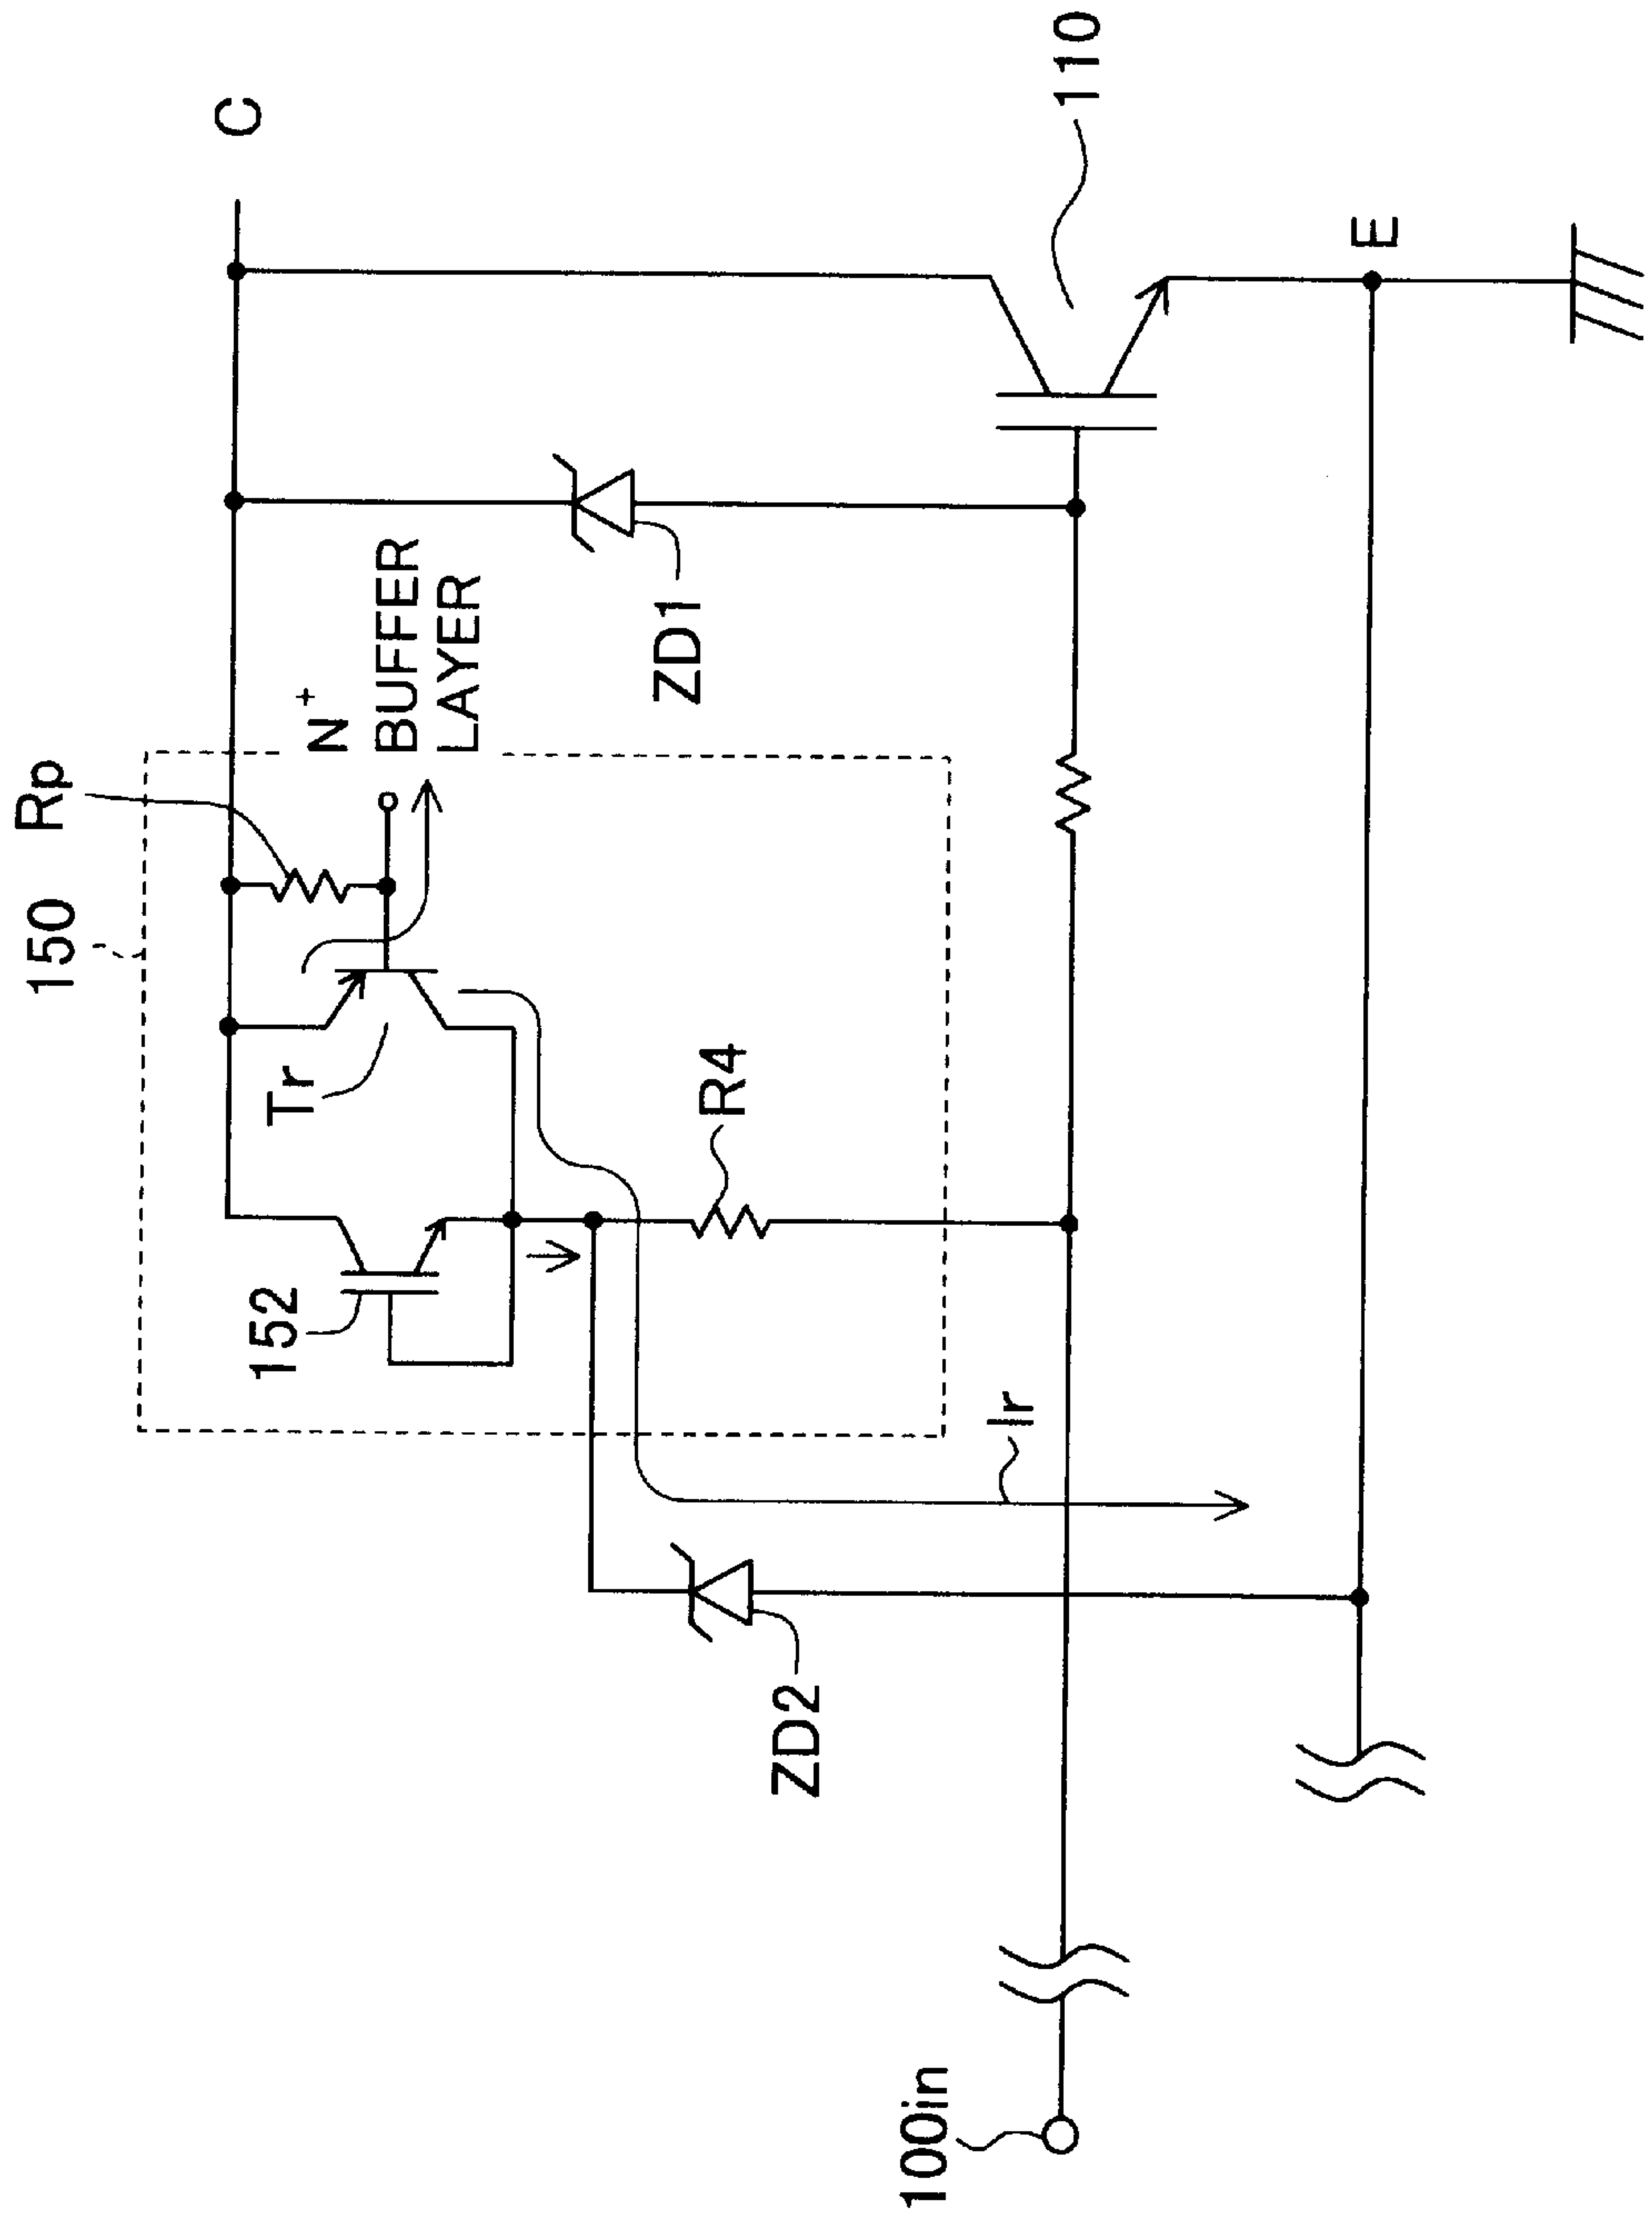 150
Rp
C
N+
BUFFER
LAYER
Tr
152
R4
ZD1
110
E
Ir
ZD2
100in